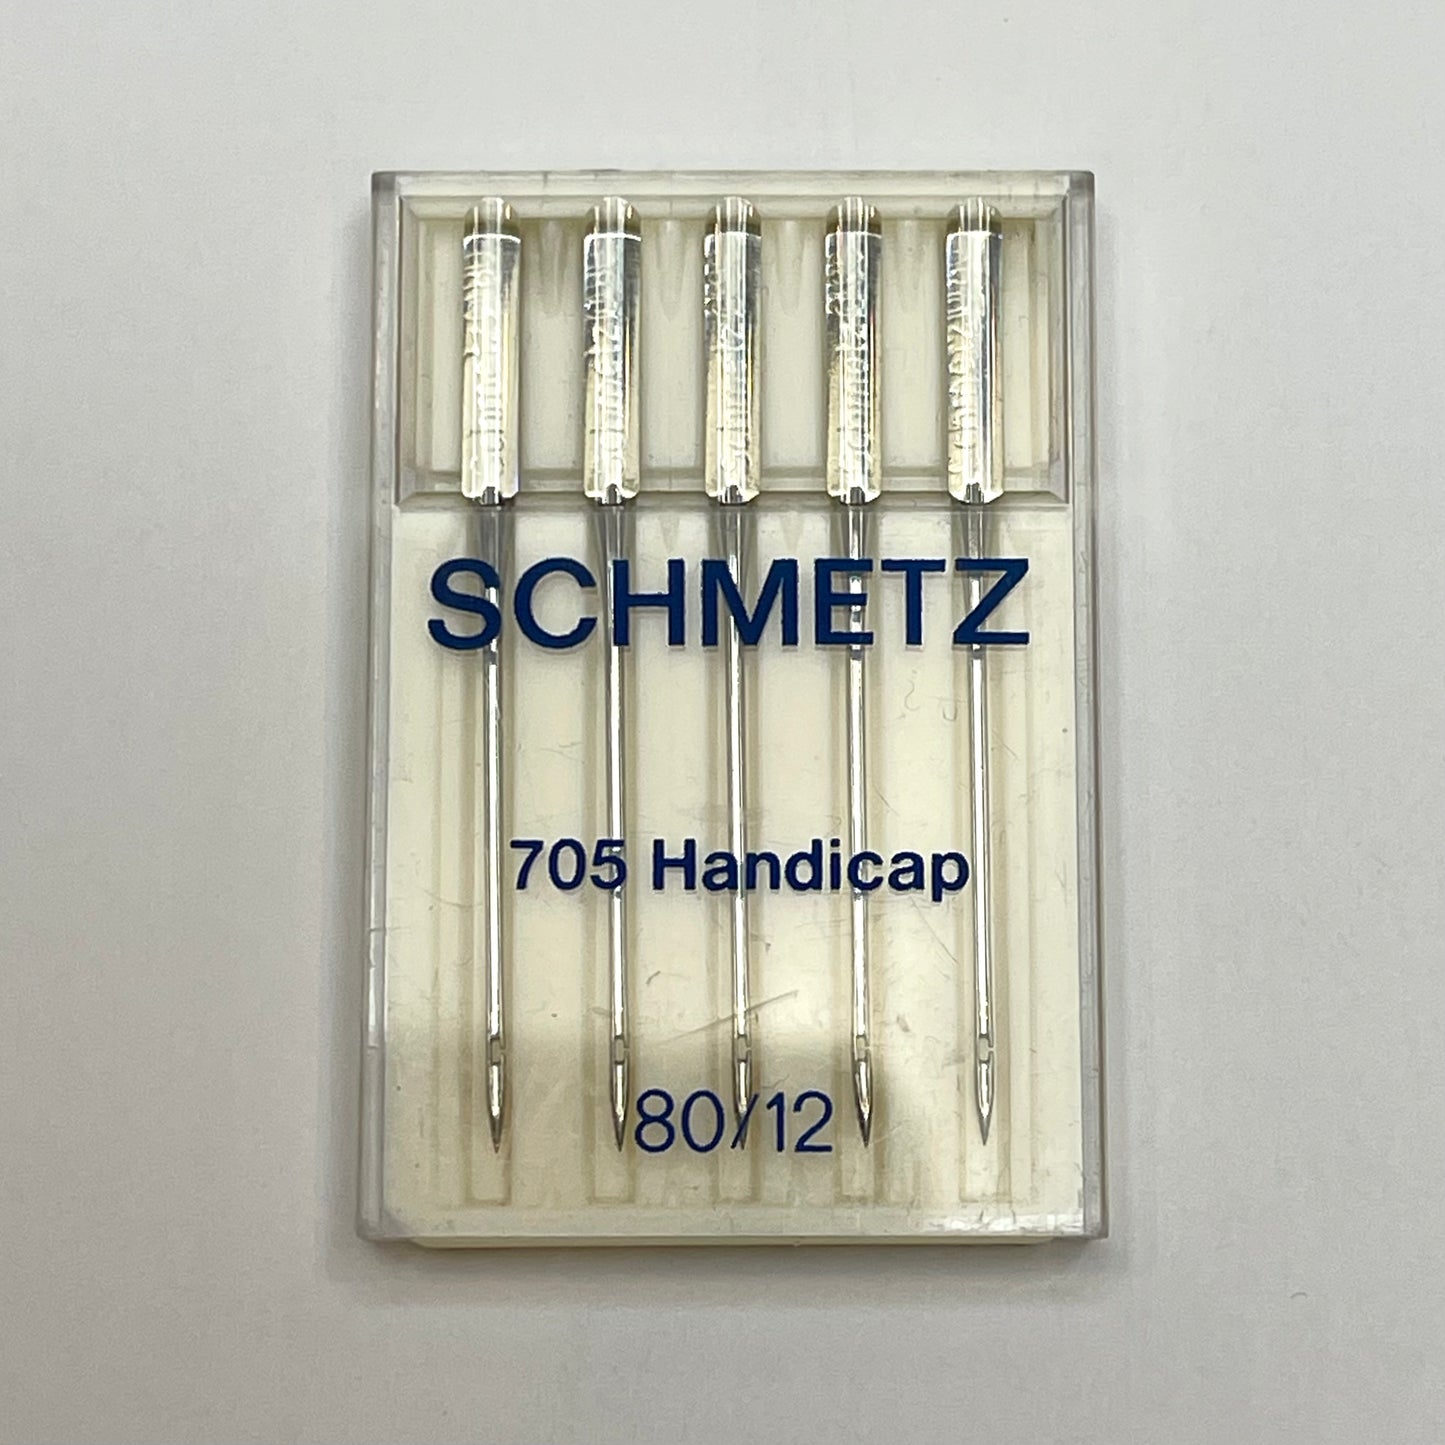 SCHMETZ
705 Handicap
80/12